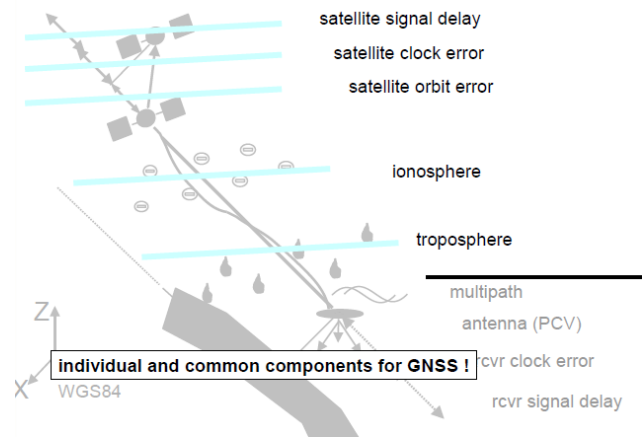 satellite signal delay
satellite clock error
satellite orbit error
ionosphere
troposphere
multipath
antenna (PCV)
Z
individual and common components for GNSS !
rcvr clock error
X
WGS84
rcvr signal delay